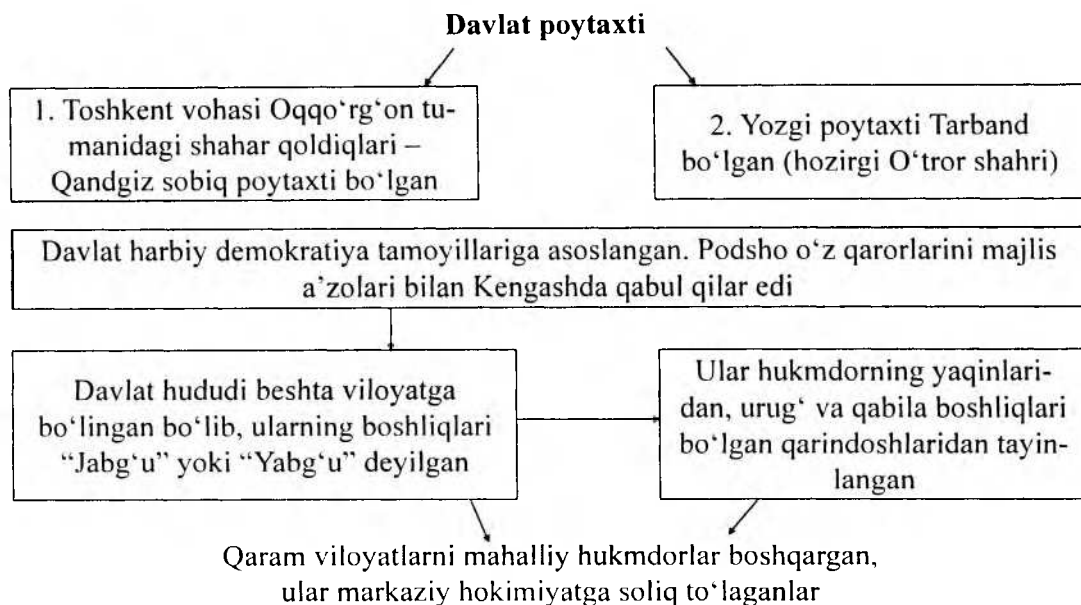 Davlat poytaxti
1. Toshkent vohasi Oqqo‘rg‘on tu-
manidagi shahar qoldiqlari –
Qandgiz sobiq poytaxti bo‘lgan
2. Yozgi poytaxti Tarband
bo‘lgan (hozirgi O‘tror shahri)
Davlat harbiy demokratiya tamoyillariga asoslangan. Podsho o‘z qarorlarini majlis
a’zolari bilan Kengashda qabul qilar edi
Davlat hududi beshta viloyatga
bo‘lingan bo‘lib, ularning boshliqlari
“Jabg‘u” yoki “Yabg‘u” deyilgan
Ular hukmdorning yaqinlari-
dan, urug‘ va qabila boshliqlari
bo‘lgan qarindoshlaridan tayin-
langan
Qaram viloyatlarni mahalliy hukmdorlar boshqargan,
ular markaziy hokimiyatga soliq to‘laganlar